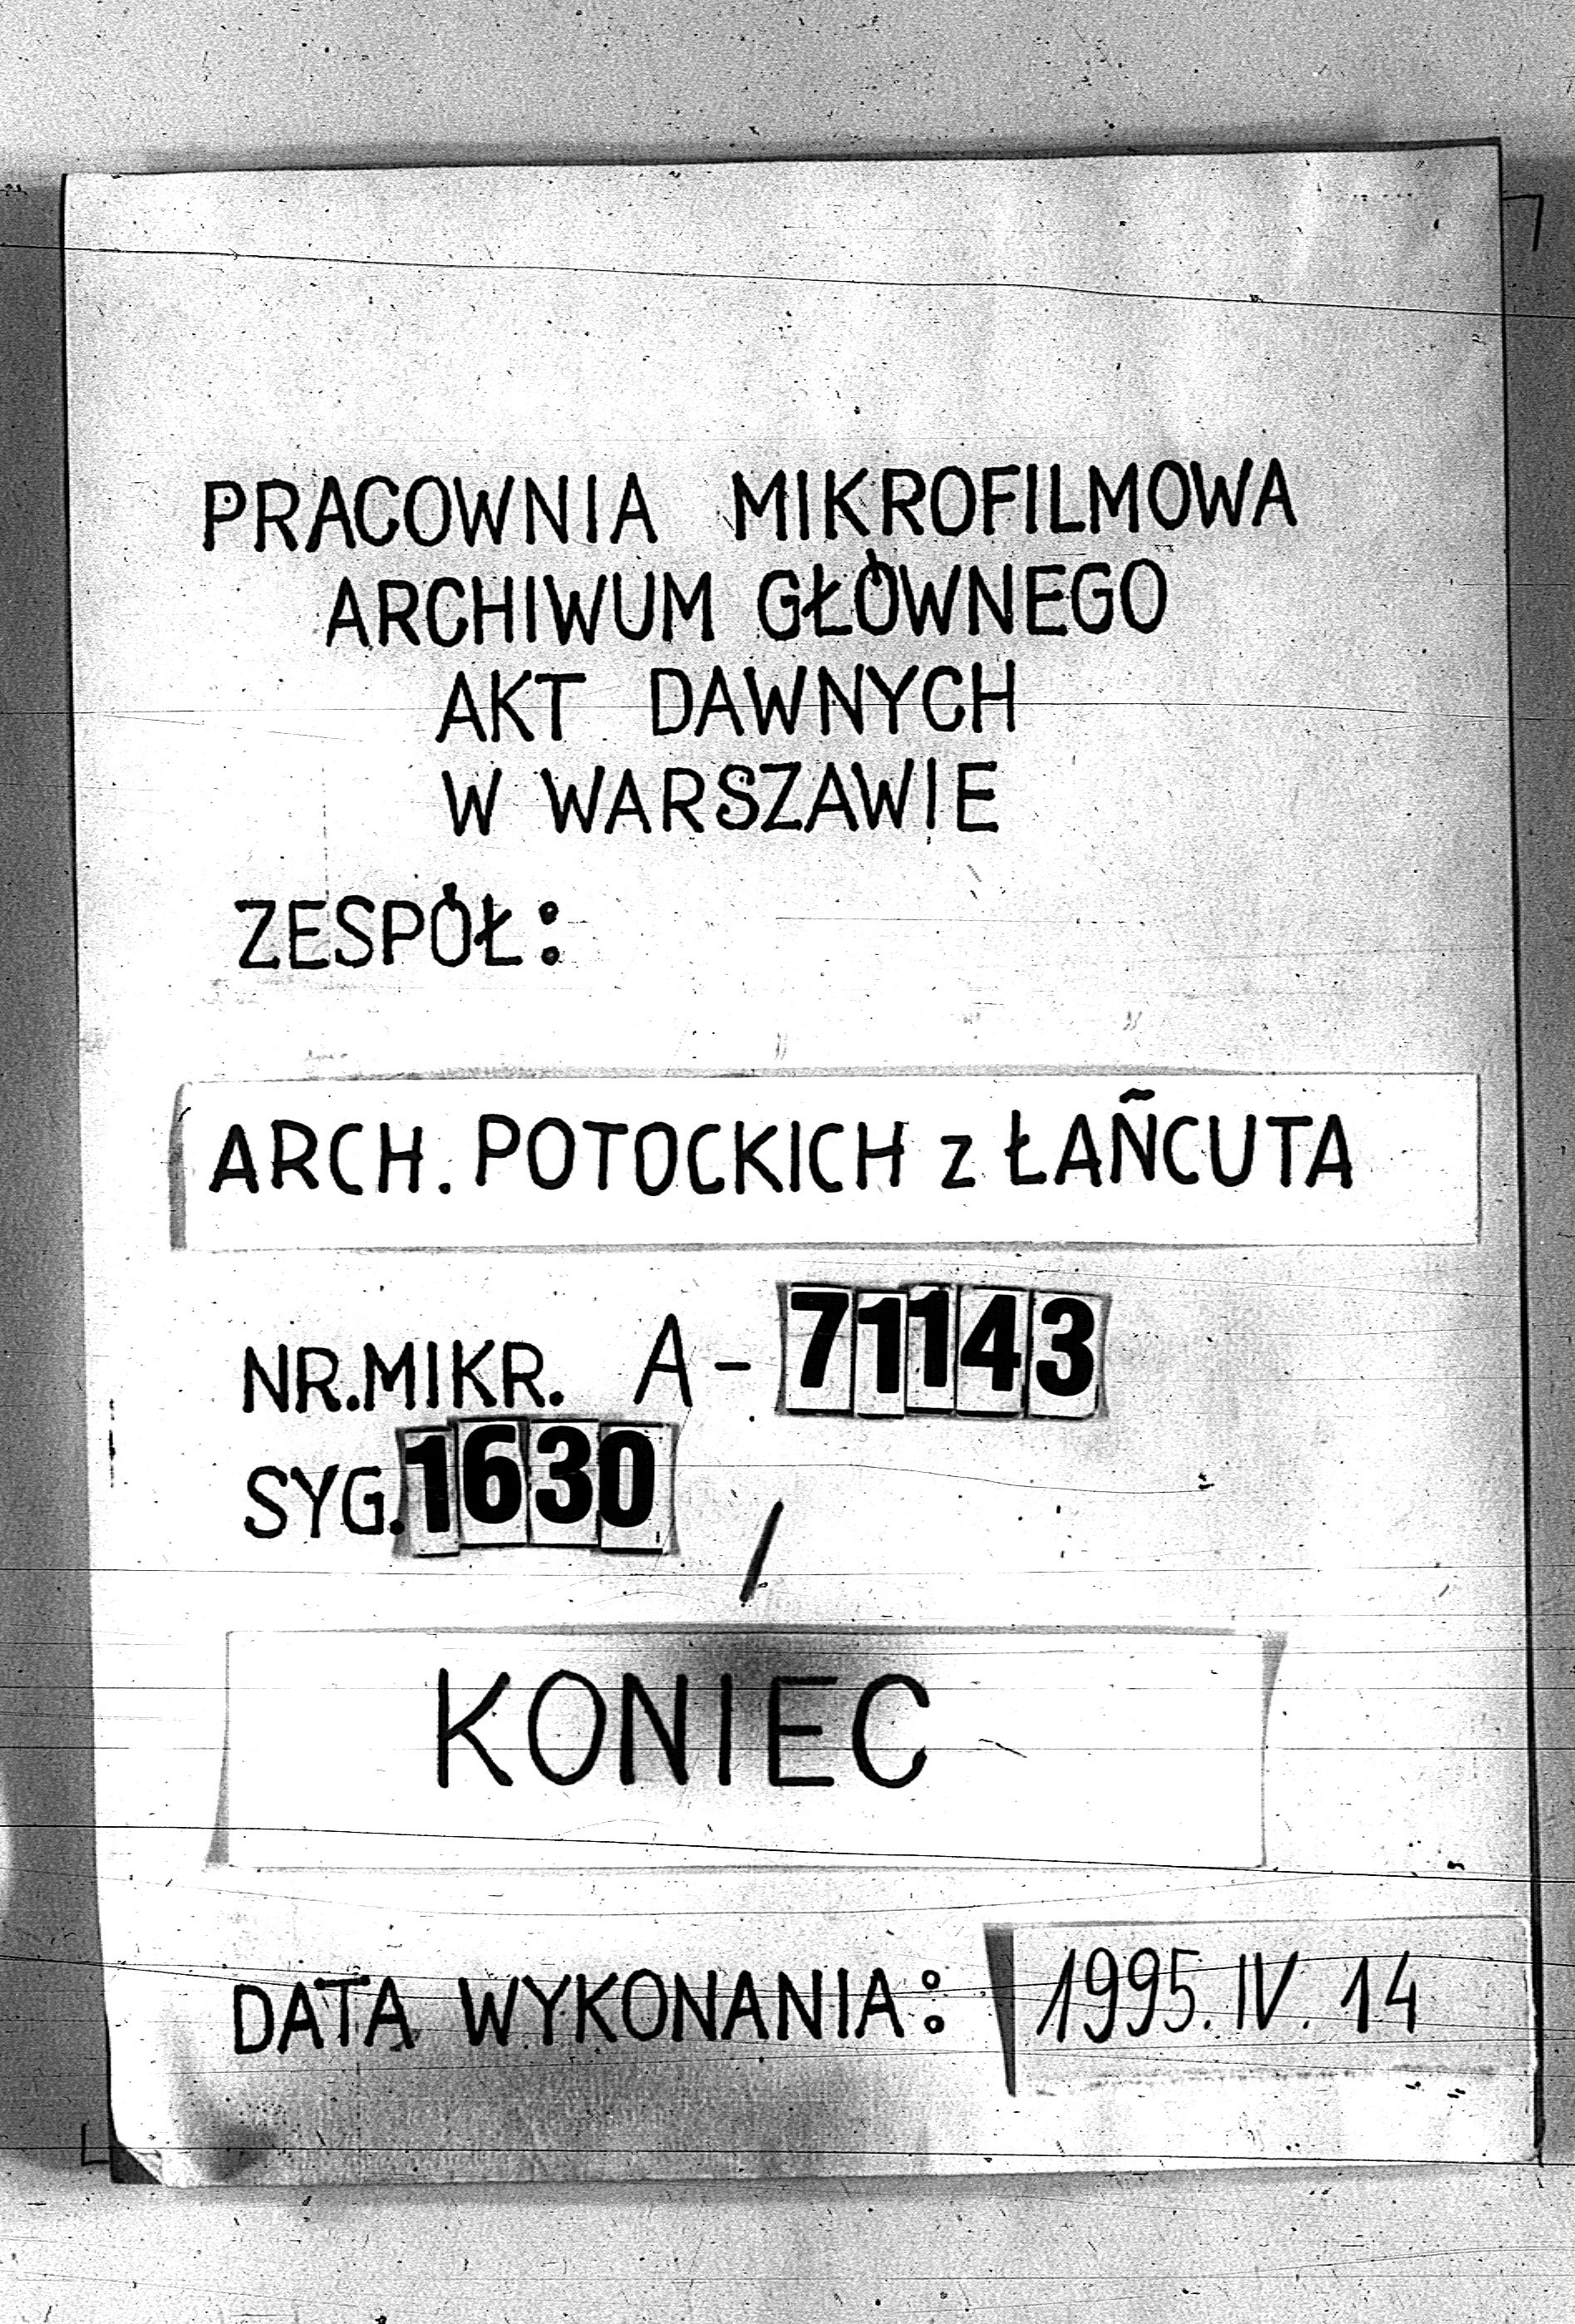 PRACOWNIA MIKROFILMOWA
ARCHIWUM GŁÓWNEGO
AKT DAWNYCH
W WARSZAWIE
ZESPÓŁ:
ARCH. POTOCKICH z ŁAŃCUTA
NR.MIKR. A-71143
SYG.1630 /
KONIEC
DATA WYKONANIA: 1995.IV.14